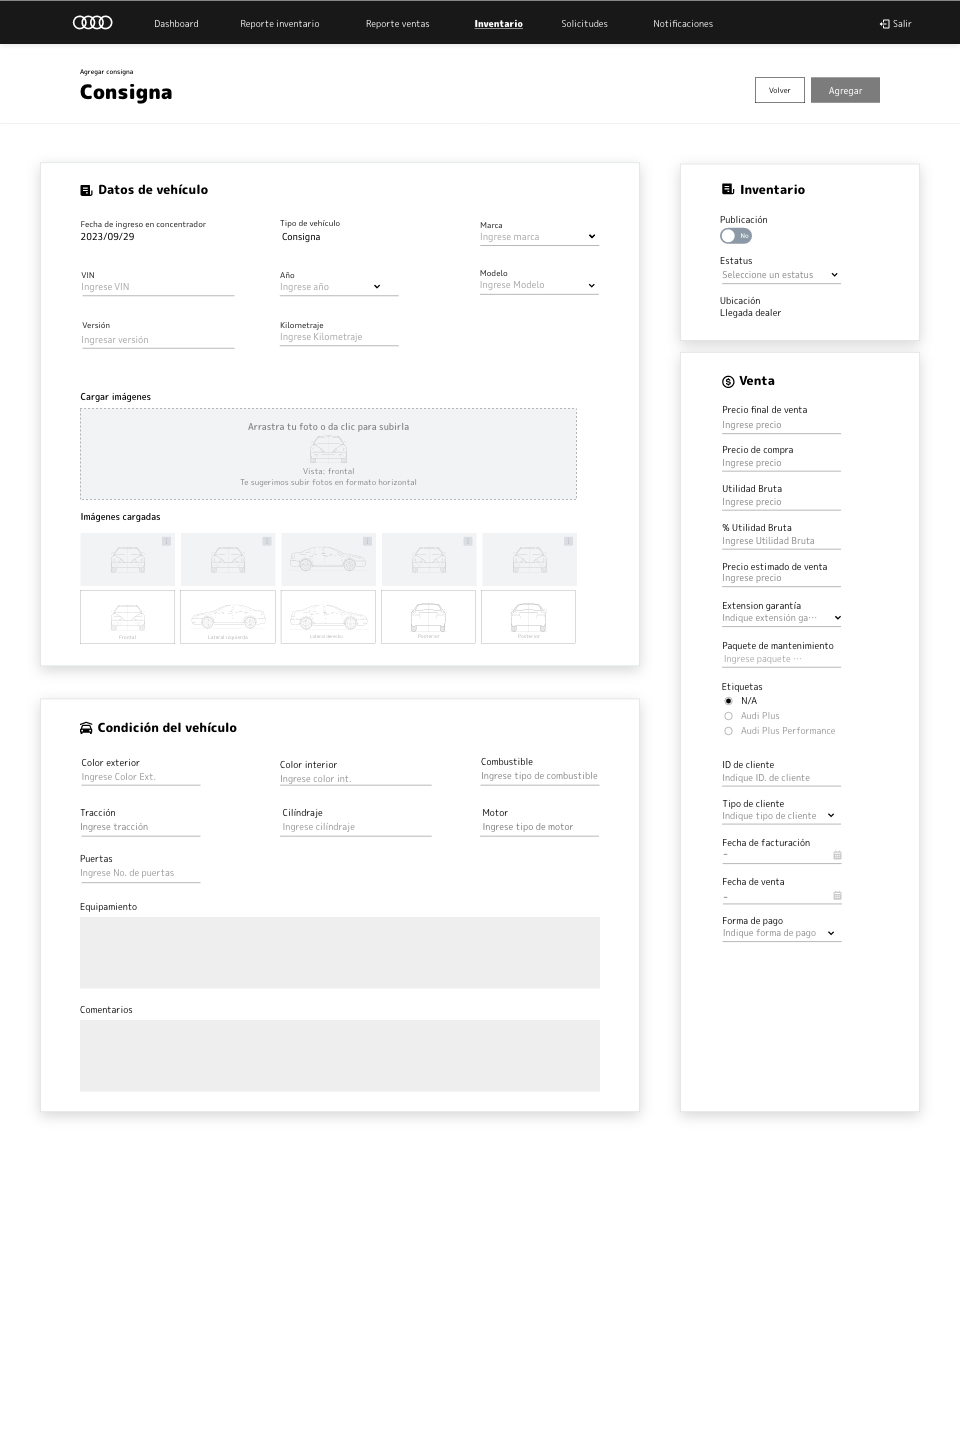 Dashboard
Reporte inventario
Reporte ventas
Inventario
Solicitudes
Notificaciones
Salir
Agregar consigna
Consigna
Volver
Agregar
Datos de vehículo
Fecha de ingreso en concentrador
2023/09/29
Tipo de vehículo
Consigna
Marca
Ingrese marca
VIN
Ingrese VIN
Año
Ingrese año
Modelo
Ingrese Modelo
Versión
Ingresar versión
Kilometraje
Ingrese Kilometraje
Cargar imágenes
Arrastra tu foto o da clic para subirla
Vista: frontal
Te sugerimos subir fotos en formato horizontal
Imágenes cargadas
Frontal
Lateral izquierda
Lateral derecho
Posterior
Posterior
Condición del vehículo
Color exterior
Ingrese Color Ext.
Color interior
Ingrese color int.
Combustible
Ingrese tipo de combustible
Tracción
Ingrese tracción
Cilíndraje
Ingrese cilíndraje
Motor
Ingrese tipo de motor
Puertas
Ingrese No. de puertas
Equipamiento
Comentarios
Inventario
Publicación
No
Estatus
Seleccione un estatus
Ubicación
Llegada dealer
Venta
Precio final de venta
Ingrese precio
Precio de compra
Ingrese precio
Utilidad Bruta
Ingrese precio
% Utilidad Bruta
Ingrese Utilidad Bruta
Precio estimado de venta
Ingrese precio
Extension garantía
Indique extensión ga...
Paquete de mantenimiento
Ingrese paquete ...
Etiquetas
N/A
Audi Plus
Audi Plus Performance
ID de cliente
Indique ID. de cliente
Tipo de cliente
Indique tipo de cliente
Fecha de facturación
-
Fecha de venta
-
Forma de pago
Indique forma de pago